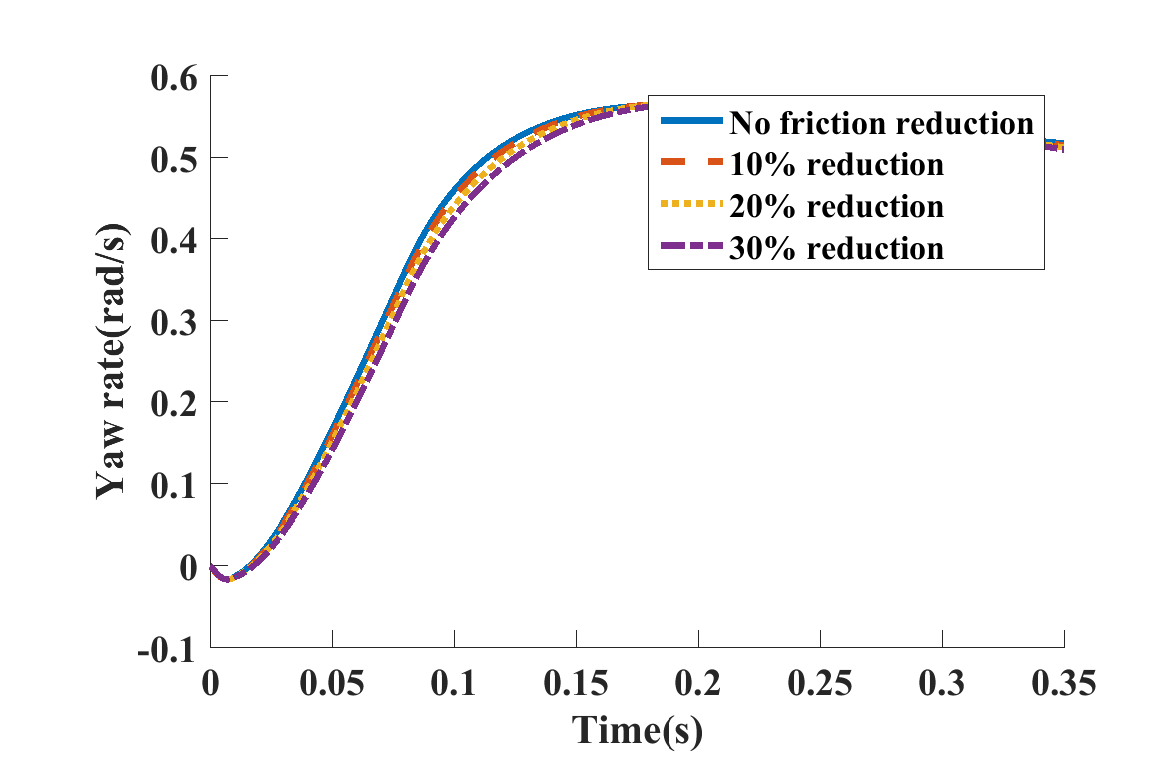 0.6
0.5
0.4
0.3
0.2
0.1
0
-0.1
Yaw rate(rad/s)
No friction reduction
10% reduction
20% reduction
30% reduction
0 0.05 0.1 0.15 0.2 0.25 0.3 0.35
Time(s)